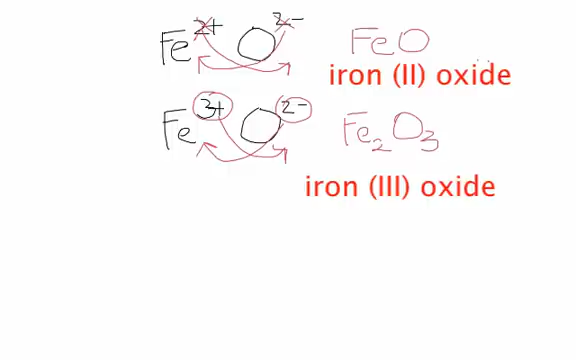 Fe²⁺ O²⁻ FeO
iron (II) oxide
Fe³⁺ O²⁻ Fe₂O₃
iron (III) oxide